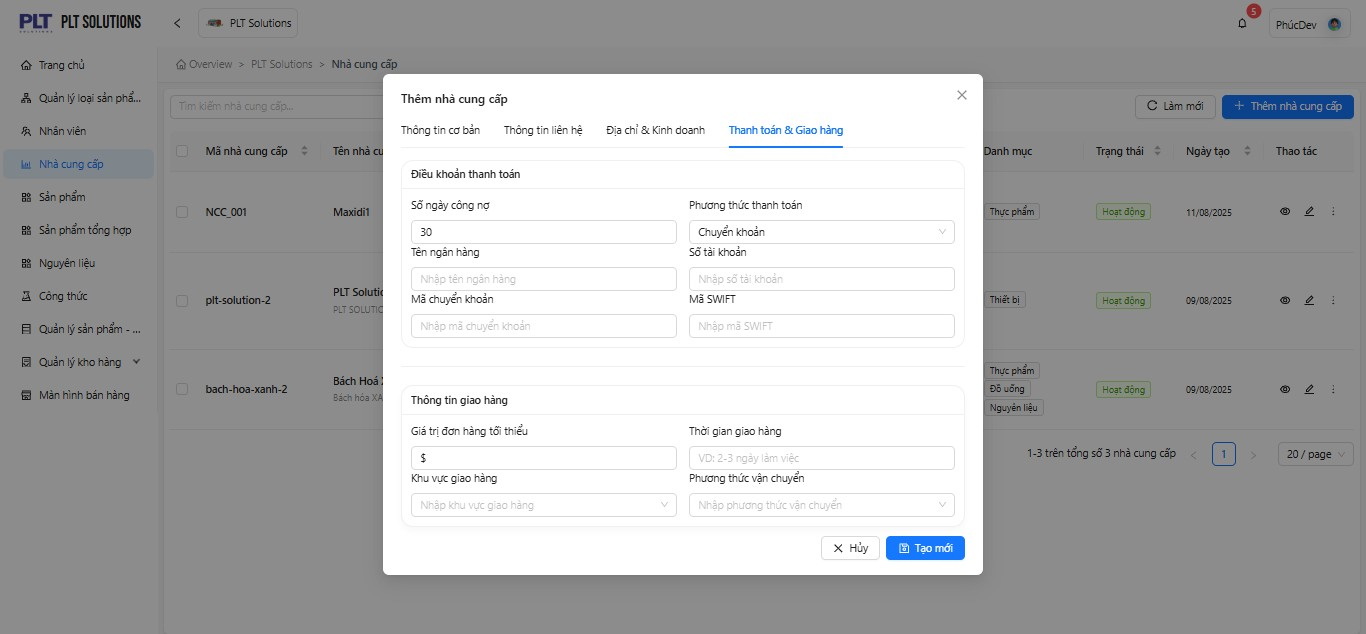 PLT SOLUTIONS
PLT Solutions
5
PhúcDev
Trang chủ
Quản lý loại sản phẩ...
Nhân viên
Nhà cung cấp
Sản phẩm
Sản phẩm tổng hợp
Nguyên liệu
Công thức
Quản lý sản phẩm - ...
Quản lý kho hàng
Màn hình bán hàng
Overview > PLT Solutions > Nhà cung cấp
Tìm kiếm nhà cung cấp...
Làm mới
+ Thêm nhà cung cấp
Mã nhà cung cấp
Tên nhà cu
Danh mục
Trạng thái
Ngày tạo
Thao tác
NCC_001
Maxidi1
Thực phẩm
Hoạt động
11/08/2025
plt-solution-2
PLT Solutio
PLT SOLUTIO
Thiết bị
Hoạt động
09/08/2025
bach-hoa-xanh-2
Bách Hoá X
Bách hóa XA
Thực phẩm
Đồ uống
Nguyên liệu
Hoạt động
09/08/2025
1-3 trên tổng số 3 nhà cung cấp
1
20 / page
Thêm nhà cung cấp
Thông tin cơ bản
Thông tin liên hệ
Địa chỉ & Kinh doanh
Thanh toán & Giao hàng
Điều khoản thanh toán
Số ngày công nợ
Phương thức thanh toán
30
Chuyển khoản
Tên ngân hàng
Số tài khoản
Nhập tên ngân hàng
Nhập số tài khoản
Mã chuyển khoản
Mã SWIFT
Nhập mã chuyển khoản
Nhập mã SWIFT
Thông tin giao hàng
Giá trị đơn hàng tối thiểu
Thời gian giao hàng
$
VD: 2-3 ngày làm việc
Khu vực giao hàng
Phương thức vận chuyển
Nhập khu vực giao hàng
Nhập phương thức vận chuyển
Hủy
Tạo mới